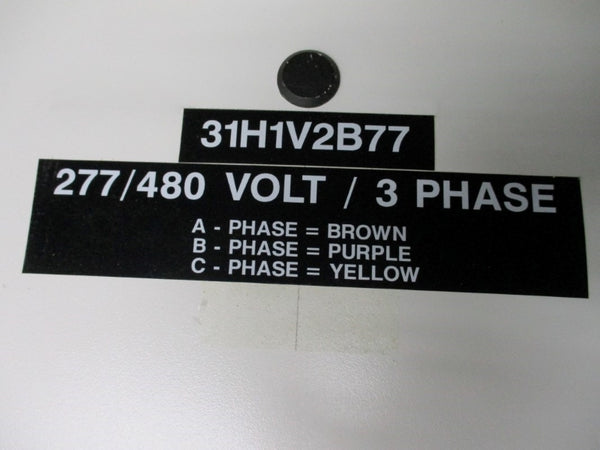 31H1V2B77
277/480 VOLT / 3 PHASE
A - PHASE = BROWN
B - PHASE = PURPLE
C - PHASE = YELLOW